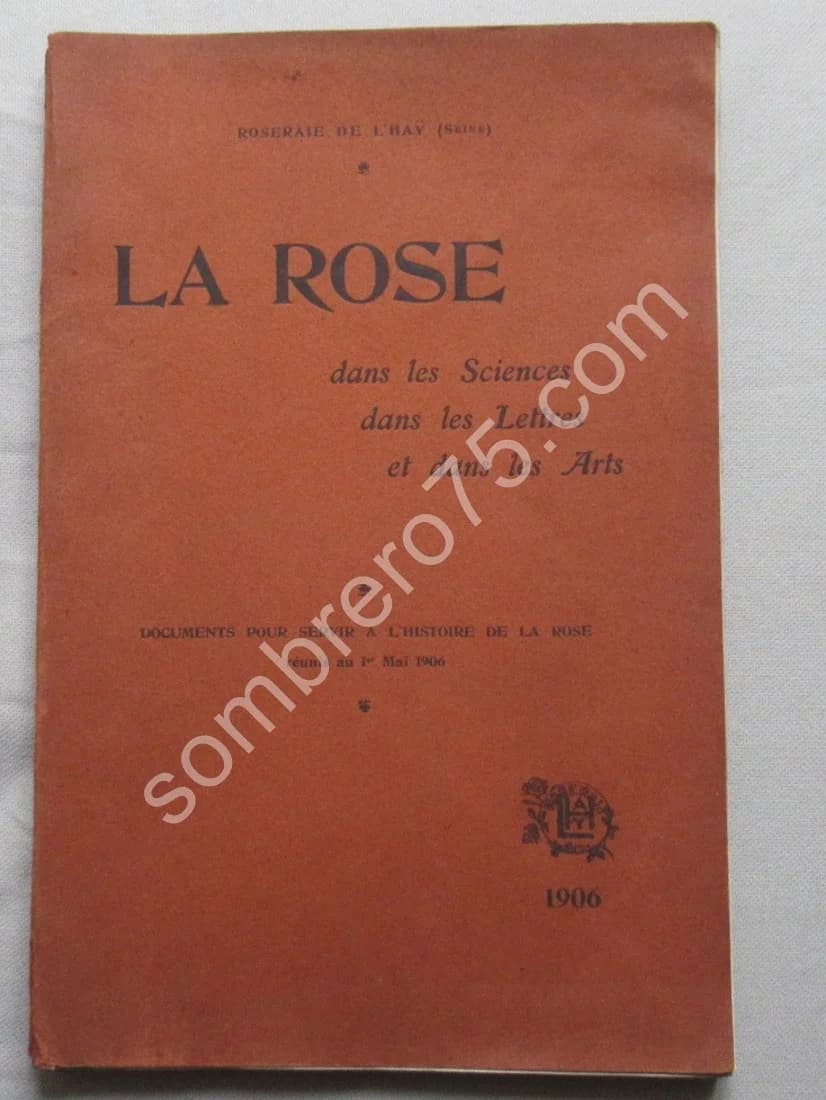 ROSERAIE DE L'HAŸ (SEINE)
LA ROSE
dans les Sciences
dans les Lettres
et dans les Arts
DOCUMENTS POUR SERVIR A L'HISTOIRE DE LA ROSE
réunis au 1er Mai 1906
1906
sombrero75.com